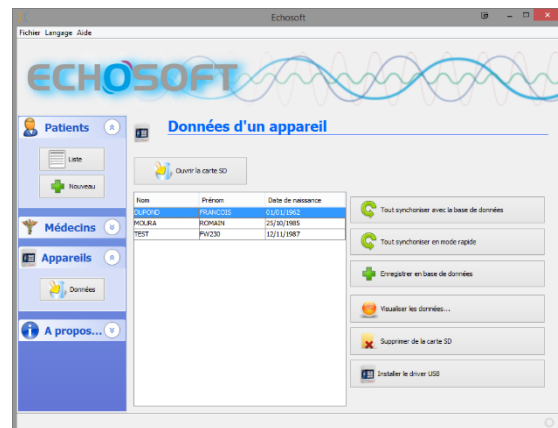 Echosoft
Fichier Langage Aide
ECHOSOFT
Patients
Liste
Nouveau
Médecins
Appareils
Données
A propos...
Données d'un appareil
Ouvrir la carte SD
Nom Prénom Date de naissance
DUPOND FRANCOIS 01/01/1962
MOURA ROMAIN 25/10/1985
TEST FW230 12/11/1987
Tout synchoniser avec la base de données
Tout synchoniser en mode rapide
Enregistrer en base de données
Visualiser les données...
Supprimer de la carte SD
Installer le driver USB